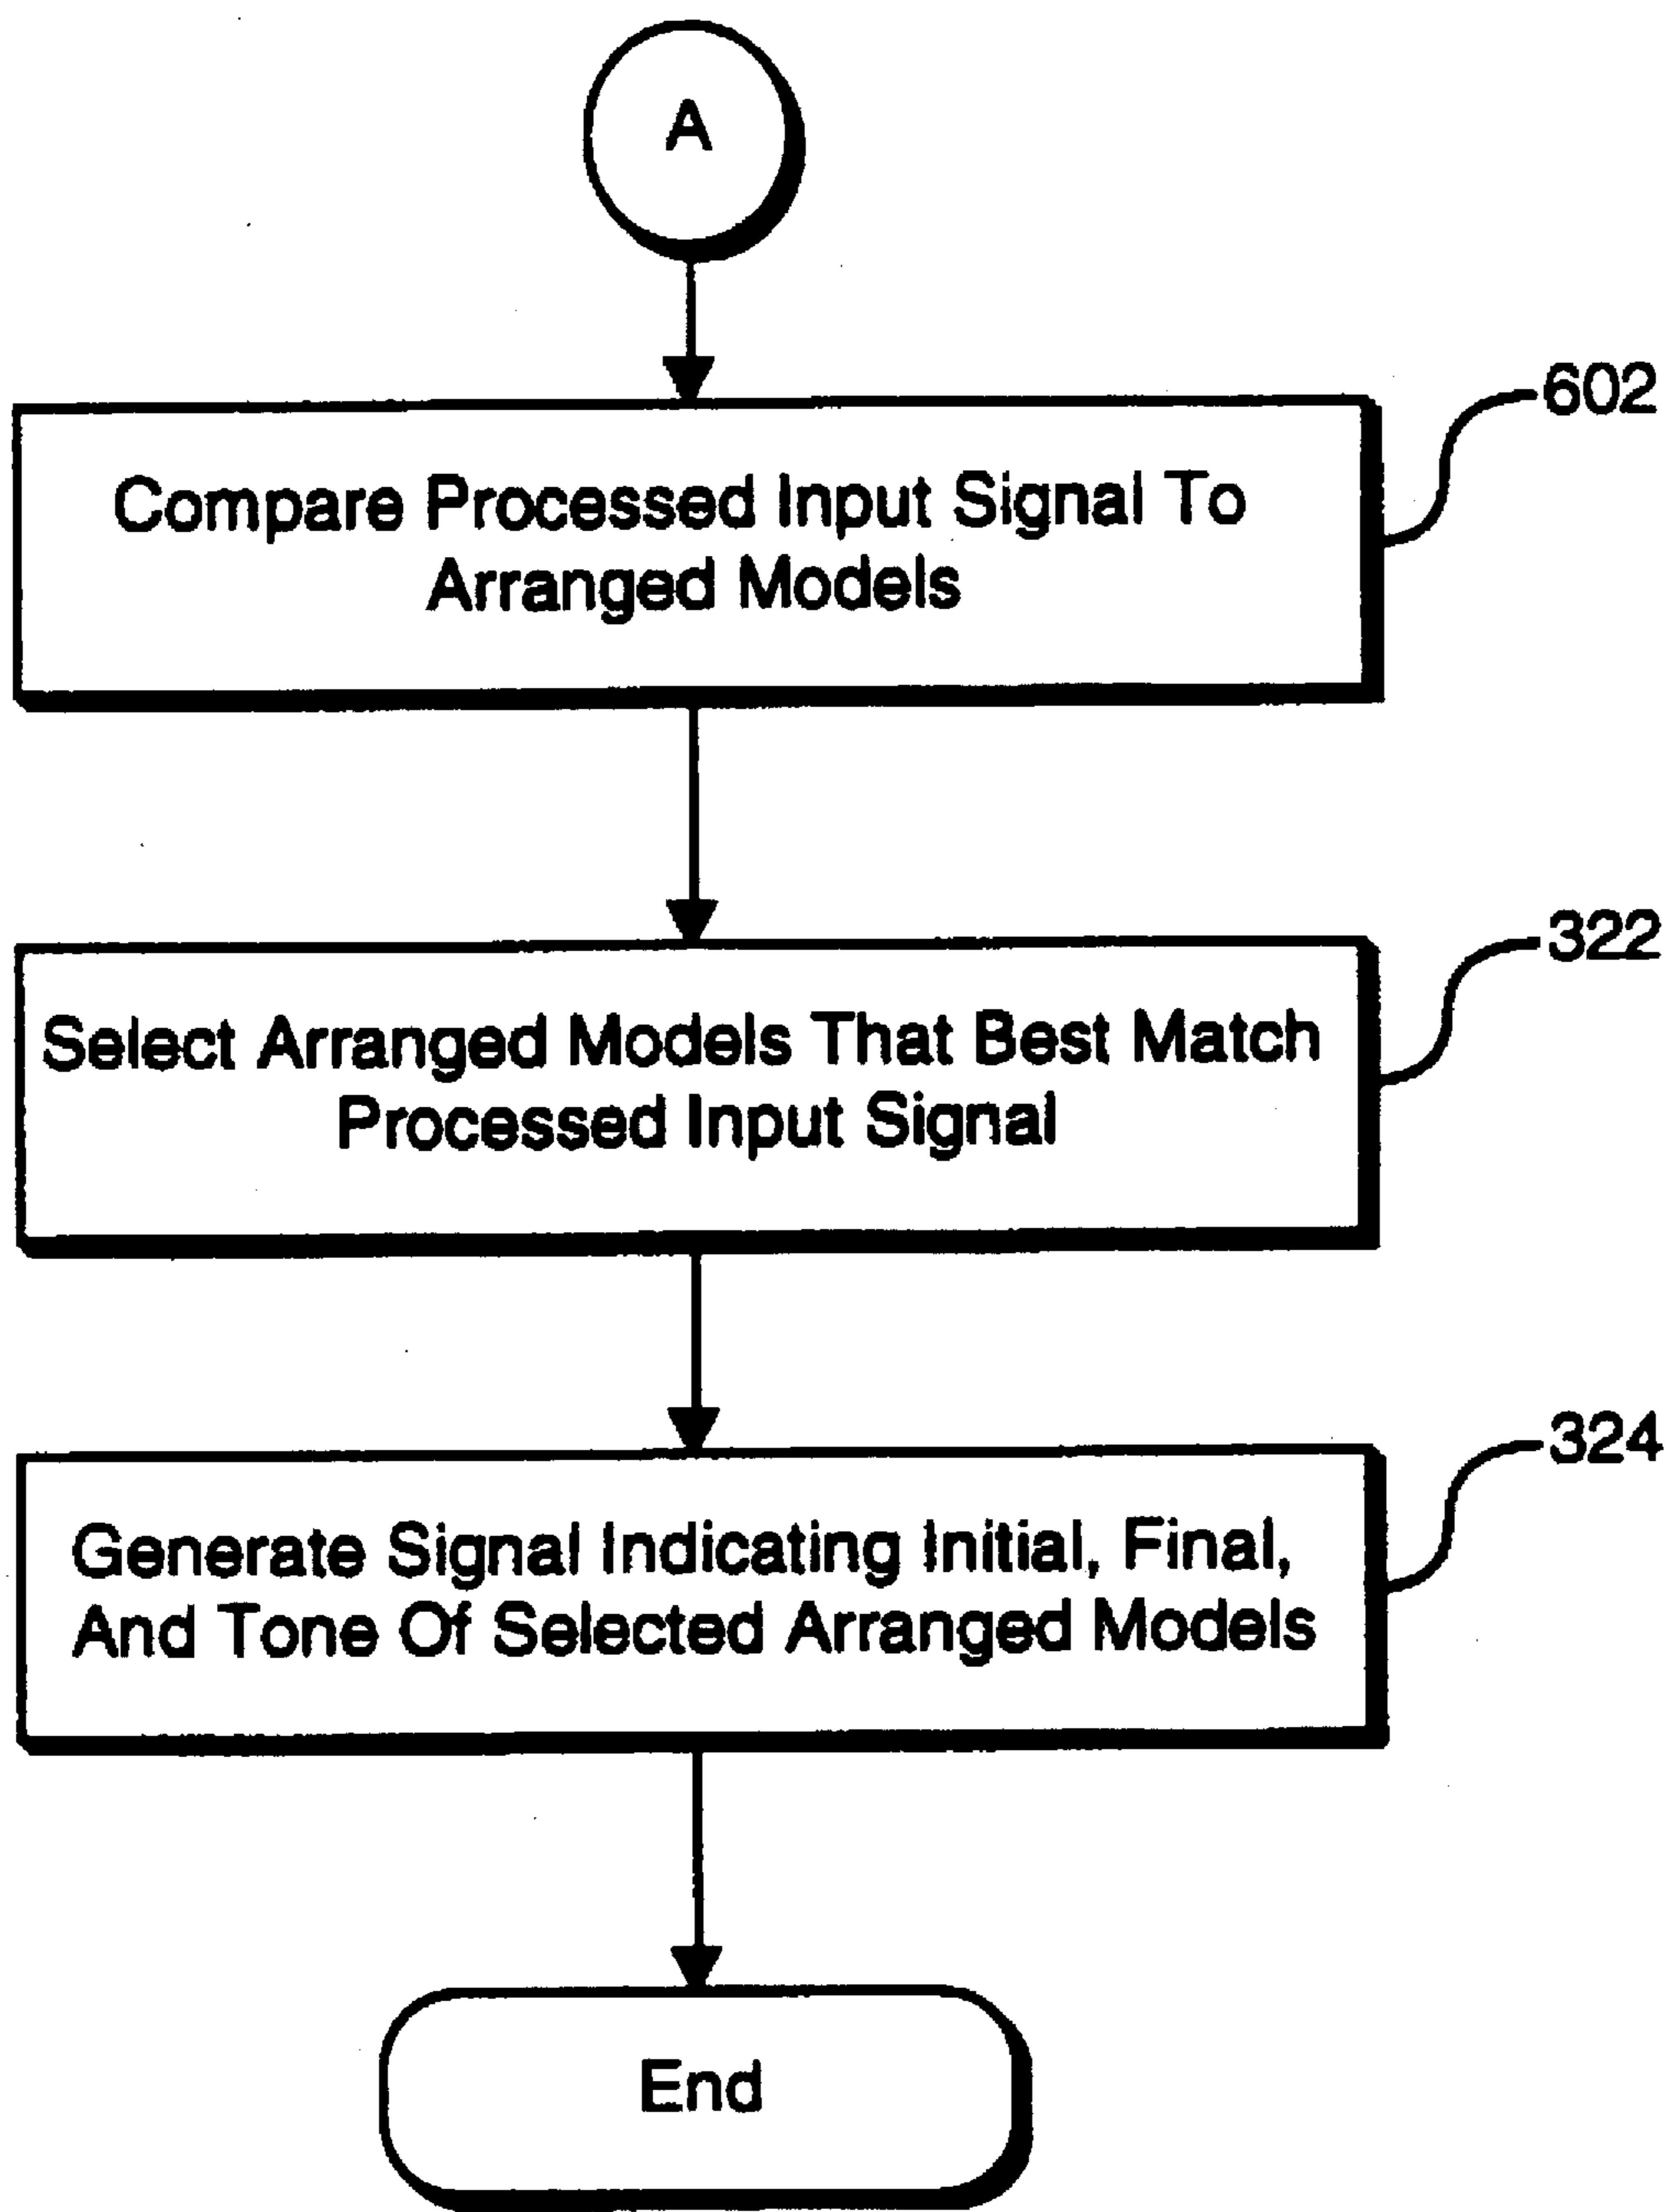 A
602
Compare Processed Input Signal To
Arranged Models
322
Select Arranged Models That Best Match
Processed Input Signal
324
Generate Signal Indicating Initial, Final,
And Tone Of Selected Arranged Models
End